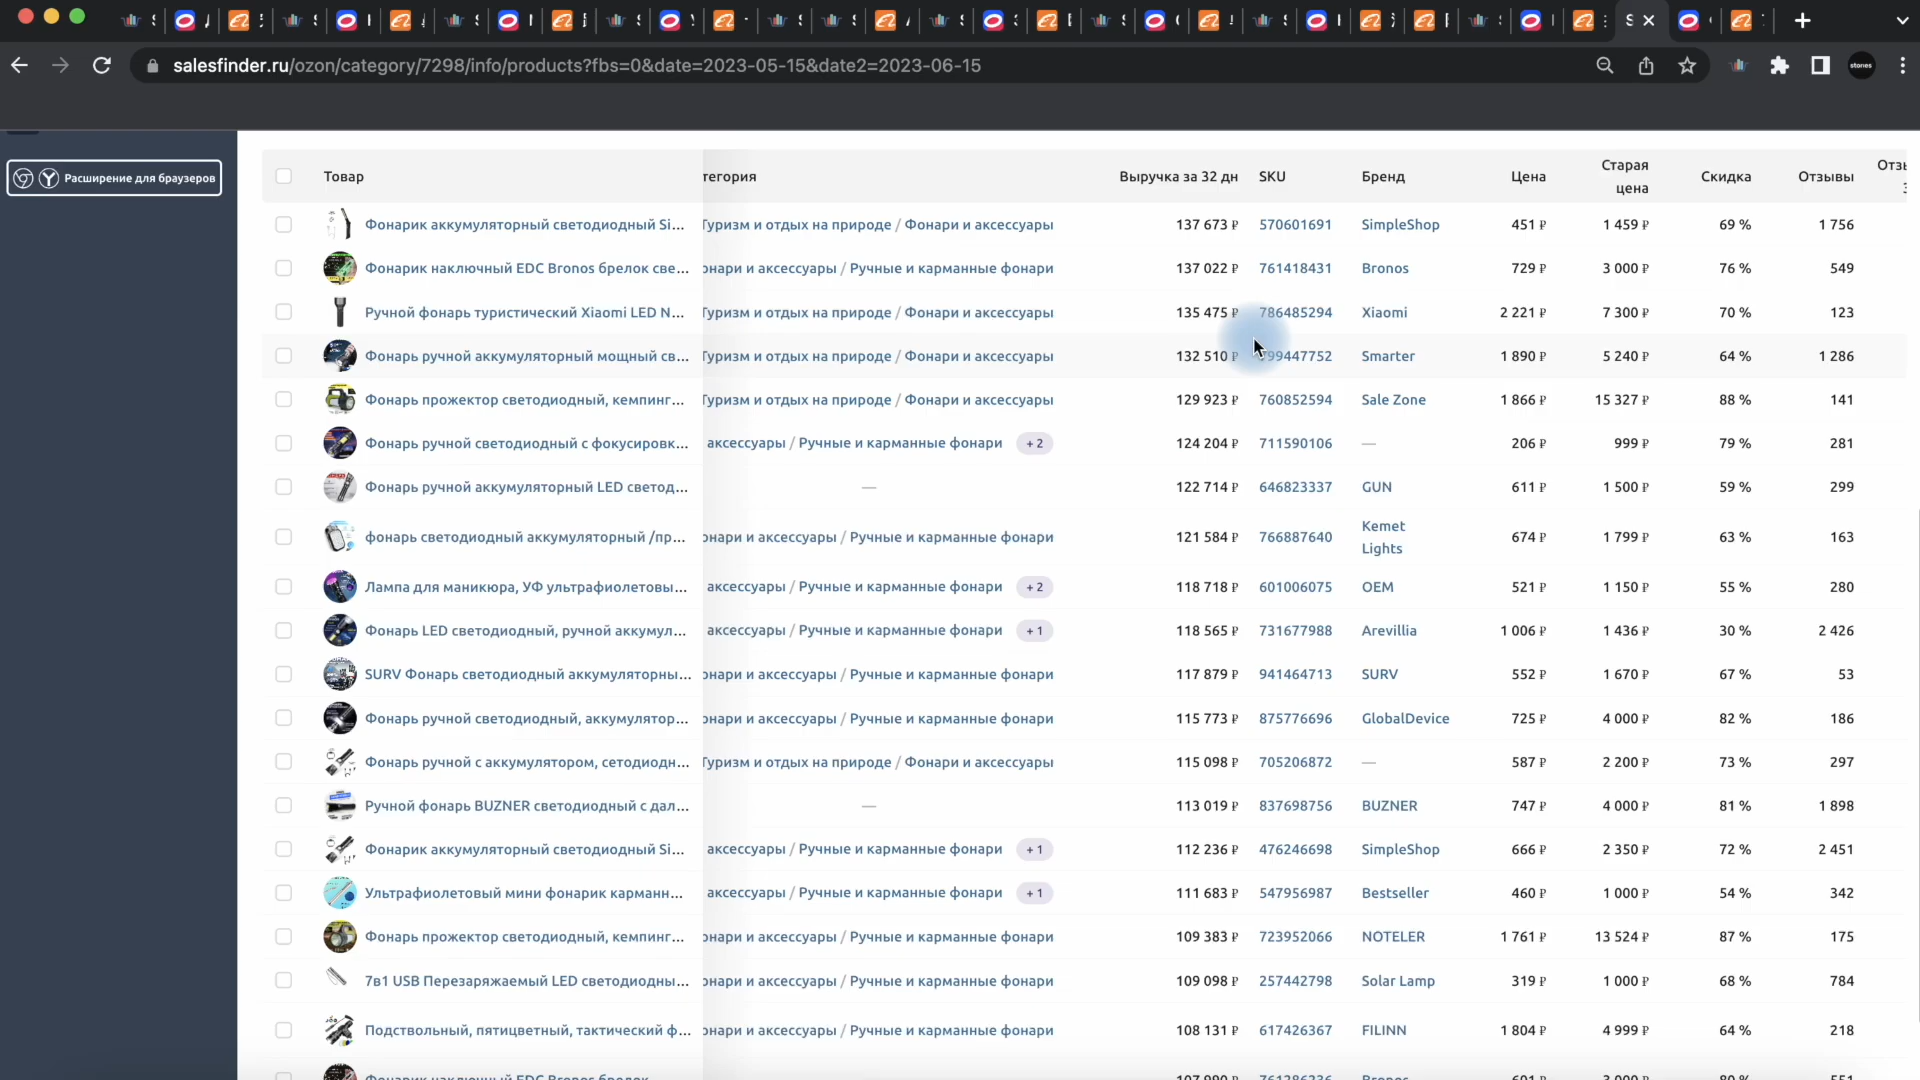 salesfinder.ru/ozon/category/7298/info/products?fbs=0&date=2023-05-15&date2=2023-06-15
stories
Расширение для браузеров
Товар тегория Выручка за 32 дн SKU Бренд Цена Старая цена Скидка Отзывы
Фонарик аккумуляторный светодиодный Si... Туризм и отдых на природе / Фонари и аксессуары 137 673 ₽ 570601691 SimpleShop 451 ₽ 1 459 ₽ 69 % 1 756
Фонарик наключный EDC Bronos брелок све... онари и аксессуары / Ручные и карманные фонари 137 022 ₽ 761418431 Bronos 729 ₽ 3 000 ₽ 76 % 549
Ручной фонарь туристический Xiaomi LED N... Туризм и отдых на природе / Фонари и аксессуары 135 475 ₽ 786485294 Xiaomi 2 221 ₽ 7 300 ₽ 70 % 123
Фонарь ручной аккумуляторный мощный св... Туризм и отдых на природе / Фонари и аксессуары 132 510 ₽ 799447752 Smarter 1 890 ₽ 5 240 ₽ 64 % 1 286
Фонарь прожектор светодиодный, кемпинг... Туризм и отдых на природе / Фонари и аксессуары 129 923 ₽ 760852594 Sale Zone 1 866 ₽ 15 327 ₽ 88 % 141
Фонарь ручной светодиодный с фокусировк... аксессуары / Ручные и карманные фонари + 2 124 204 ₽ 711590106 — 206 ₽ 999 ₽ 79 % 281
Фонарь ручной аккумуляторный LED светод... — 122 714 ₽ 646823337 GUN 611 ₽ 1 500 ₽ 59 % 299
фонарь светодиодный аккумуляторный /пр... онари и аксессуары / Ручные и карманные фонари 121 584 ₽ 766887640 Kemet Lights 674 ₽ 1 799 ₽ 63 % 163
Лампа для маникюра, УФ ультрафиолетовы... аксессуары / Ручные и карманные фонари + 2 118 718 ₽ 601006075 OEM 521 ₽ 1 150 ₽ 55 % 280
Фонарь LED светодиодный, ручной аккумул... аксессуары / Ручные и карманные фонари + 1 118 565 ₽ 731677988 Arevillia 1 006 ₽ 1 436 ₽ 30 % 2 426
SURV Фонарь светодиодный аккумуляторны... онари и аксессуары / Ручные и карманные фонари 117 879 ₽ 941464713 SURV 552 ₽ 1 670 ₽ 67 % 53
Фонарь ручной светодиодный, аккумулятор... онари и аксессуары / Ручные и карманные фонари 115 773 ₽ 875776696 GlobalDevice 725 ₽ 4 000 ₽ 82 % 186
Фонарь ручной с аккумулятором, сетодиодн... Туризм и отдых на природе / Фонари и аксессуары 115 098 ₽ 705206872 — 587 ₽ 2 200 ₽ 73 % 297
Ручной фонарь BUZNER светодиодный с дал... — 113 019 ₽ 837698756 BUZNER 747 ₽ 4 000 ₽ 81 % 1 898
Фонарик аккумуляторный светодиодный Si... аксессуары / Ручные и карманные фонари + 1 112 236 ₽ 476246698 SimpleShop 666 ₽ 2 350 ₽ 72 % 2 451
Ультрафиолетовый мини фонарик карманн... аксессуары / Ручные и карманные фонари + 1 111 683 ₽ 547956987 Bestseller 460 ₽ 1 000 ₽ 54 % 342
Фонарь прожектор светодиодный, кемпинг... онари и аксессуары / Ручные и карманные фонари 109 383 ₽ 723952066 NOTELER 1 761 ₽ 13 524 ₽ 87 % 175
7в1 USB Перезаряжаемый LED светодиодны... онари и аксессуары / Ручные и карманные фонари 109 098 ₽ 257442798 Solar Lamp 319 ₽ 1 000 ₽ 68 % 784
Подствольный, пятицветный, тактический ф... онари и аксессуары / Ручные и карманные фонари 108 131 ₽ 617426367 FILINN 1 804 ₽ 4 999 ₽ 64 % 218